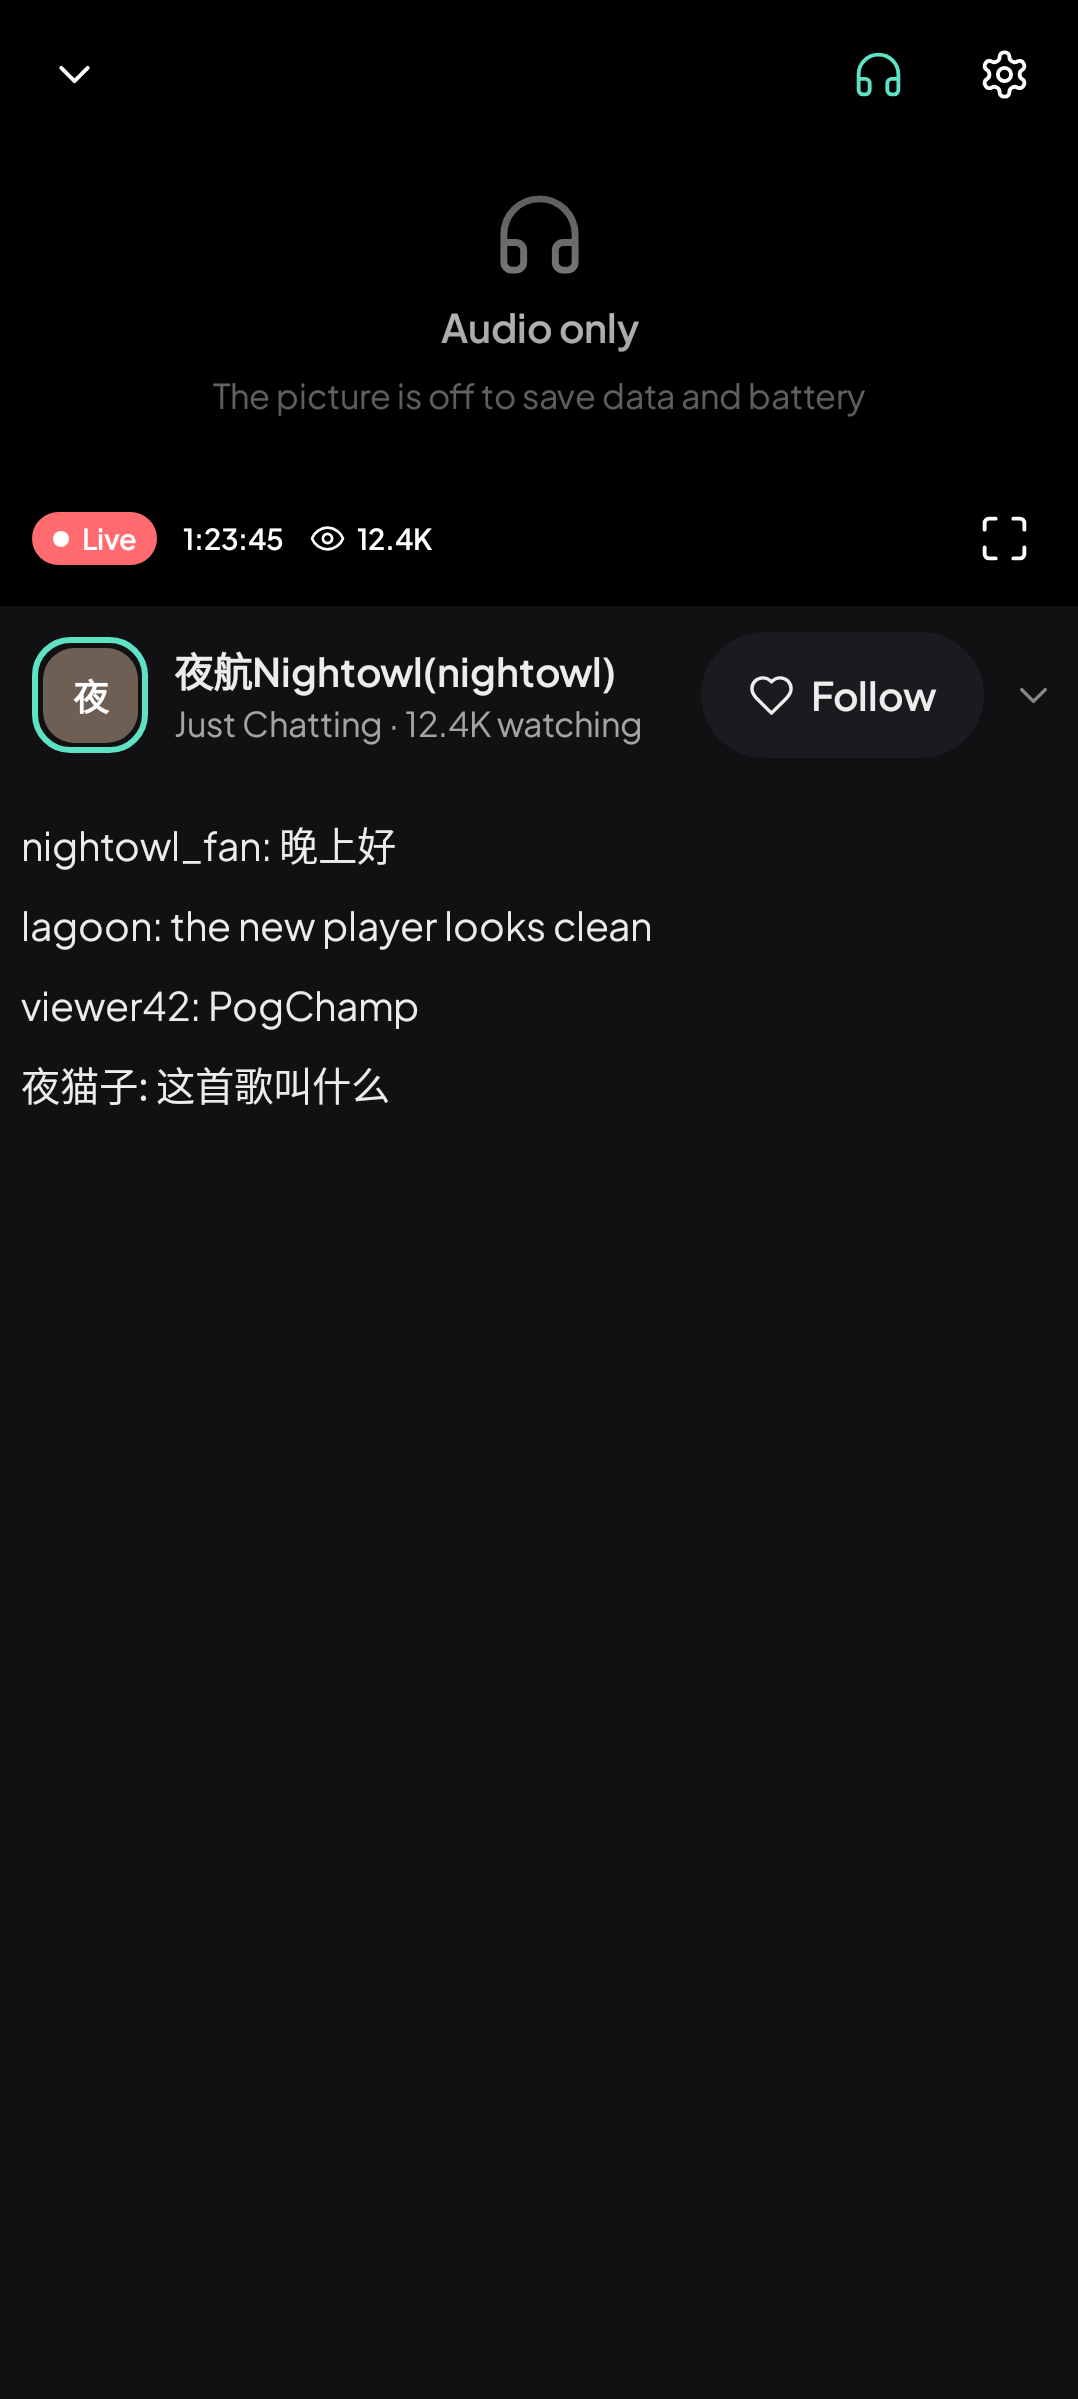 Audio only
The picture is off to save data and battery
Live 1:23:45 12.4K
夜 夜航Nightowl(nightowl)
Just Chatting · 12.4K watching
Follow
nightowl_fan: 晚上好
lagoon: the new player looks clean
viewer42: PogChamp
夜猫子: 这首歌叫什么